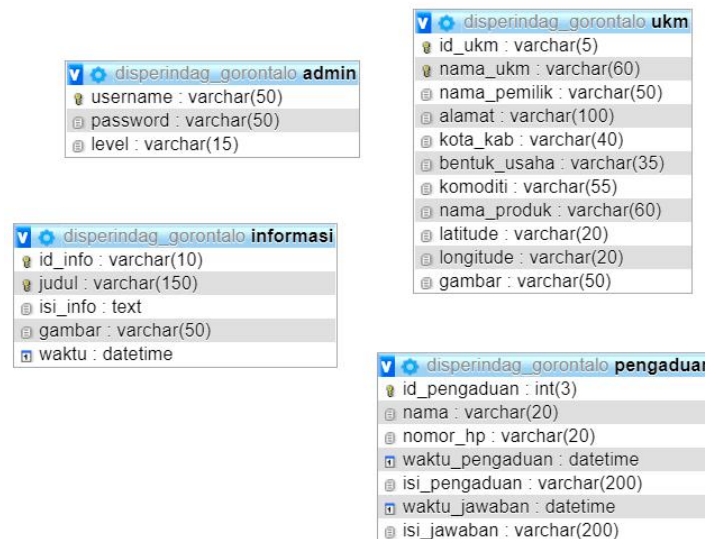 disperindag_gorontalo admin
username : varchar(50)
password : varchar(50)
level : varchar(15)
disperindag_gorontalo ukm
id_ukm : varchar(5)
nama_ukm : varchar(60)
nama_pemilik : varchar(50)
alamat : varchar(100)
kota_kab : varchar(40)
bentuk_usaha : varchar(35)
komoditi : varchar(55)
nama_produk : varchar(60)
latitude : varchar(20)
longitude : varchar(20)
gambar : varchar(50)
disperindag_gorontalo informasi
id_info : varchar(10)
judul : varchar(150)
isi_info : text
gambar : varchar(50)
waktu : datetime
disperindag_gorontalo pengaduan
id_pengaduan : int(3)
nama : varchar(20)
nomor_hp : varchar(20)
waktu_pengaduan : datetime
isi_pengaduan : varchar(200)
waktu_jawaban : datetime
isi_jawaban : varchar(200)